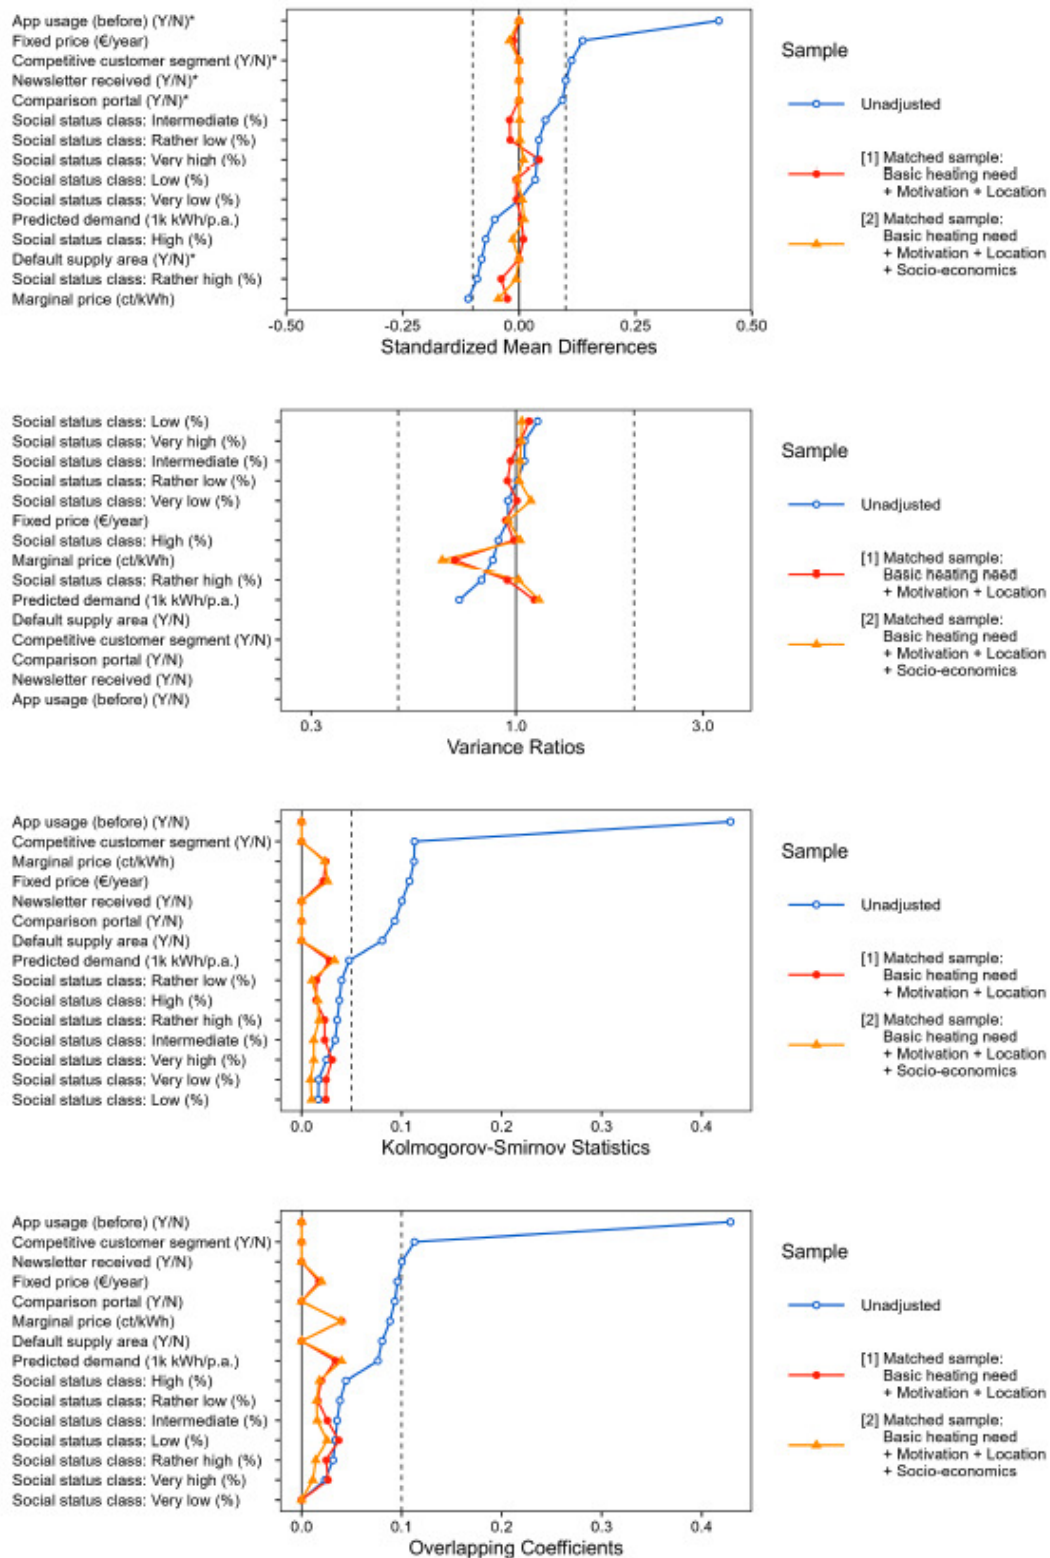 App usage (before) (Y/N)*
Fixed price (€/year)
Competitive customer segment (Y/N)*
Newsletter received (Y/N)*
Comparison portal (Y/N)*
Social status class: Intermediate (%)
Social status class: Rather low (%)
Social status class: Very high (%)
Social status class: Low (%)
Social status class: Very low (%)
Predicted demand (1k kWh/p.a.)
Social status class: High (%)
Default supply area (Y/N)*
Social status class: Rather high (%)
Marginal price (ct/kWh)
-0.50 -0.25 0.00 0.25 0.50
Standardized Mean Differences
Sample
Unadjusted
[1] Matched sample:
Basic heating need
+ Motivation + Location
[2] Matched sample:
Basic heating need
+ Motivation + Location
+ Socio-economics
Social status class: Low (%)
Social status class: Very high (%)
Social status class: Intermediate (%)
Social status class: Rather low (%)
Social status class: Very low (%)
Fixed price (€/year)
Social status class: High (%)
Marginal price (ct/kWh)
Social status class: Rather high (%)
Predicted demand (1k kWh/p.a.)
Default supply area (Y/N)
Competitive customer segment (Y/N)
Comparison portal (Y/N)
Newsletter received (Y/N)
App usage (before) (Y/N)
0.3 1.0 3.0
Variance Ratios
Sample
Unadjusted
[1] Matched sample:
Basic heating need
+ Motivation + Location
[2] Matched sample:
Basic heating need
+ Motivation + Location
+ Socio-economics
App usage (before) (Y/N)
Competitive customer segment (Y/N)
Marginal price (ct/kWh)
Fixed price (€/year)
Newsletter received (Y/N)
Comparison portal (Y/N)
Default supply area (Y/N)
Predicted demand (1k kWh/p.a.)
Social status class: Rather low (%)
Social status class: High (%)
Social status class: Rather high (%)
Social status class: Intermediate (%)
Social status class: Very high (%)
Social status class: Very low (%)
Social status class: Low (%)
0.0 0.1 0.2 0.3 0.4
Kolmogorov-Smirnov Statistics
Sample
Unadjusted
[1] Matched sample:
Basic heating need
+ Motivation + Location
[2] Matched sample:
Basic heating need
+ Motivation + Location
+ Socio-economics
App usage (before) (Y/N)
Competitive customer segment (Y/N)
Newsletter received (Y/N)
Fixed price (€/year)
Comparison portal (Y/N)
Marginal price (ct/kWh)
Default supply area (Y/N)
Predicted demand (1k kWh/p.a.)
Social status class: High (%)
Social status class: Rather low (%)
Social status class: Intermediate (%)
Social status class: Low (%)
Social status class: Rather high (%)
Social status class: Very high (%)
Social status class: Very low (%)
0.0 0.1 0.2 0.3 0.4
Overlapping Coefficients
Sample
Unadjusted
[1] Matched sample:
Basic heating need
+ Motivation + Location
[2] Matched sample:
Basic heating need
+ Motivation + Location
+ Socio-economics